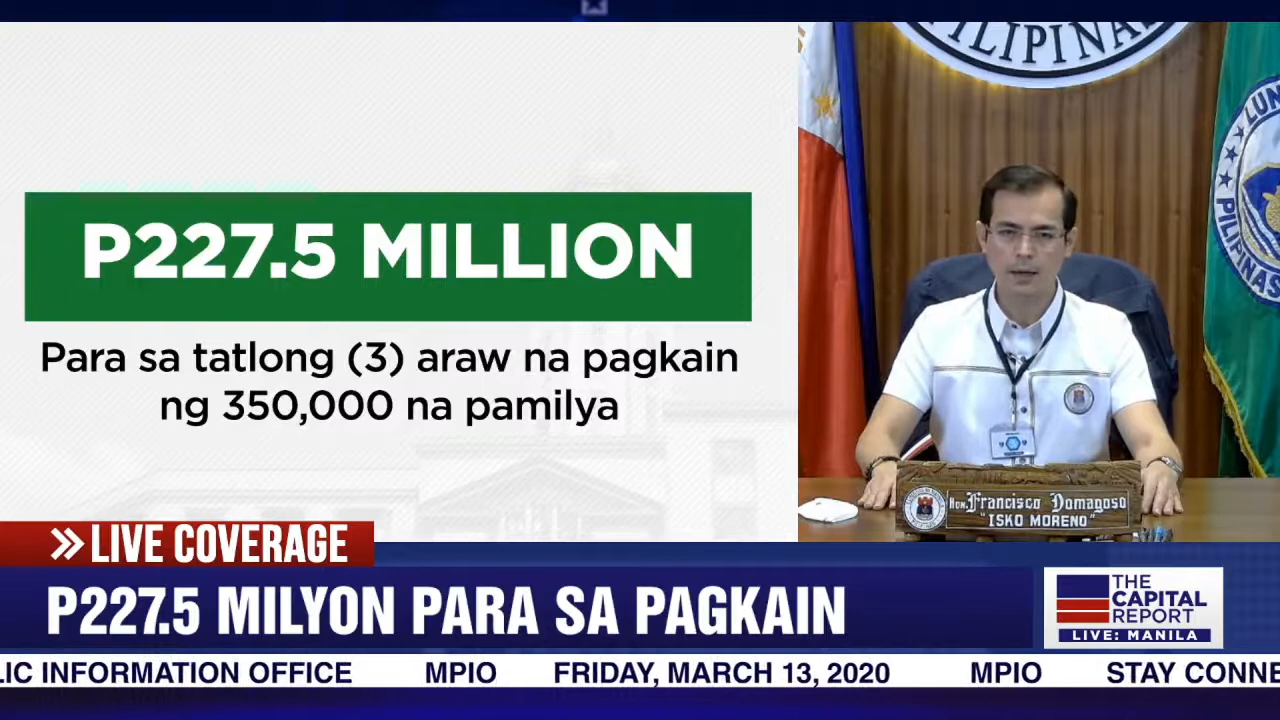 PILIPINAS
LUN
PILIPINAS
P227.5 MILLION
Para sa tatlong (3) araw na pagkain
ng 350,000 na pamilya
Hon. Francisco Domagoso
"ISKO MORENO"
LIVE COVERAGE
P227.5 MILYON PARA SA PAGKAIN
THE
CAPITAL
REPORT
LIVE: MANILA
LIC INFORMATION OFFICE MPIO FRIDAY, MARCH 13, 2020 MPIO STAY CONNE